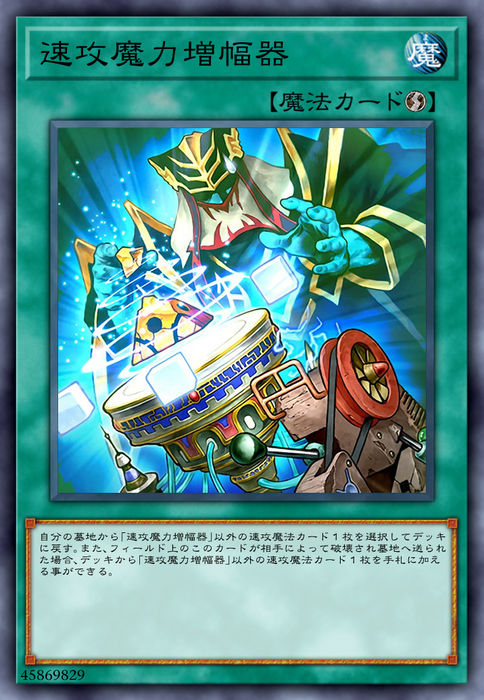 速攻魔力増幅器
魔
【魔法カード】
自分の墓地から「速攻魔力増幅器」以外の速攻魔法カード１枚を選択してデッキ
に戻す。また、フィールド上のこのカードが相手によって破壊され墓地へ送られ
た場合、デッキから「速攻魔力増幅器」以外の速攻魔法カード１枚を手札に加え
る事ができる。
45869829